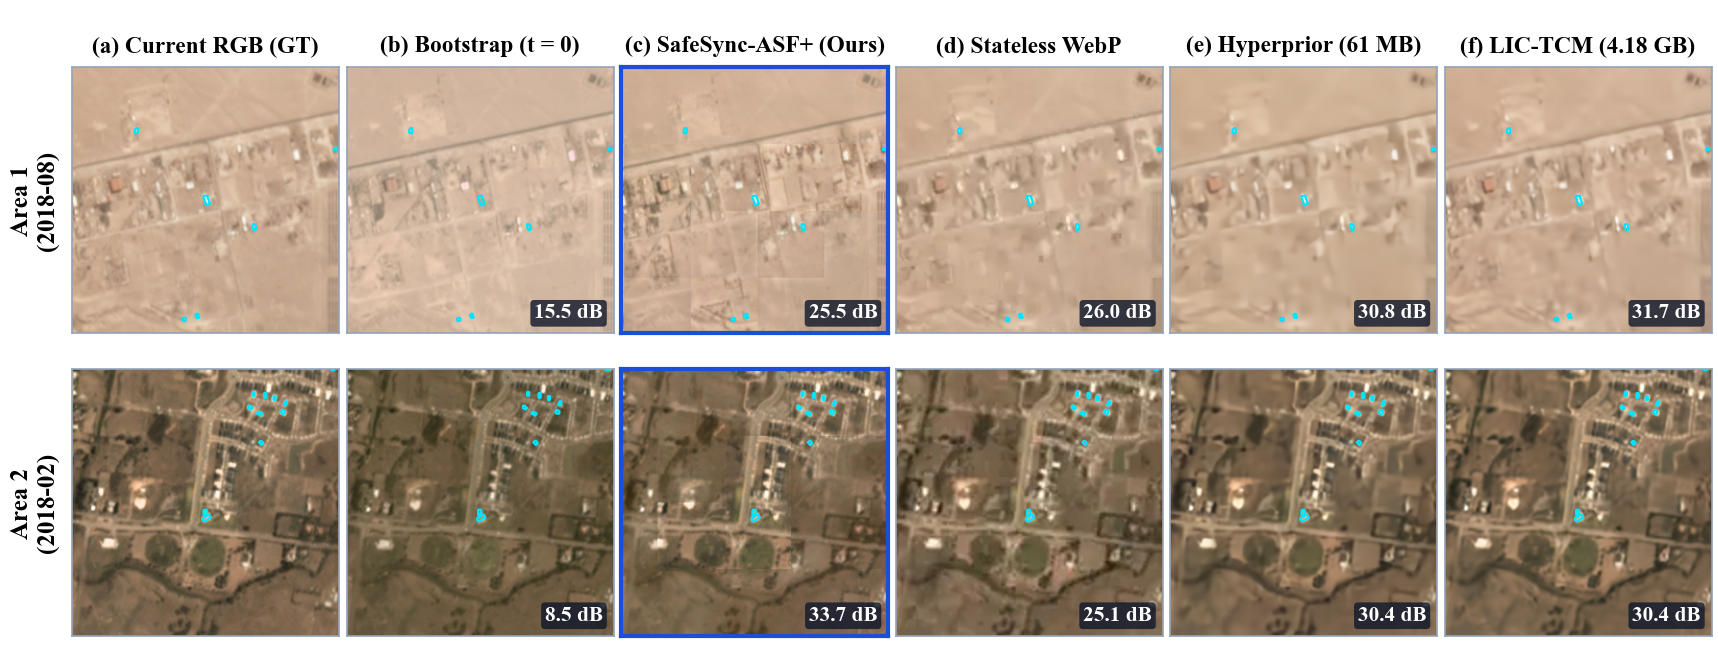 (a) Current RGB (GT)
(b) Bootstrap (t = 0)
(c) SafeSync-ASF+ (Ours)
(d) Stateless WebP
(e) Hyperprior (61 MB)
(f) LIC-TCM (4.18 GB)
Area 1
(2018-08)
15.5 dB
25.5 dB
26.0 dB
30.8 dB
31.7 dB
Area 2
(2018-02)
8.5 dB
33.7 dB
25.1 dB
30.4 dB
30.4 dB